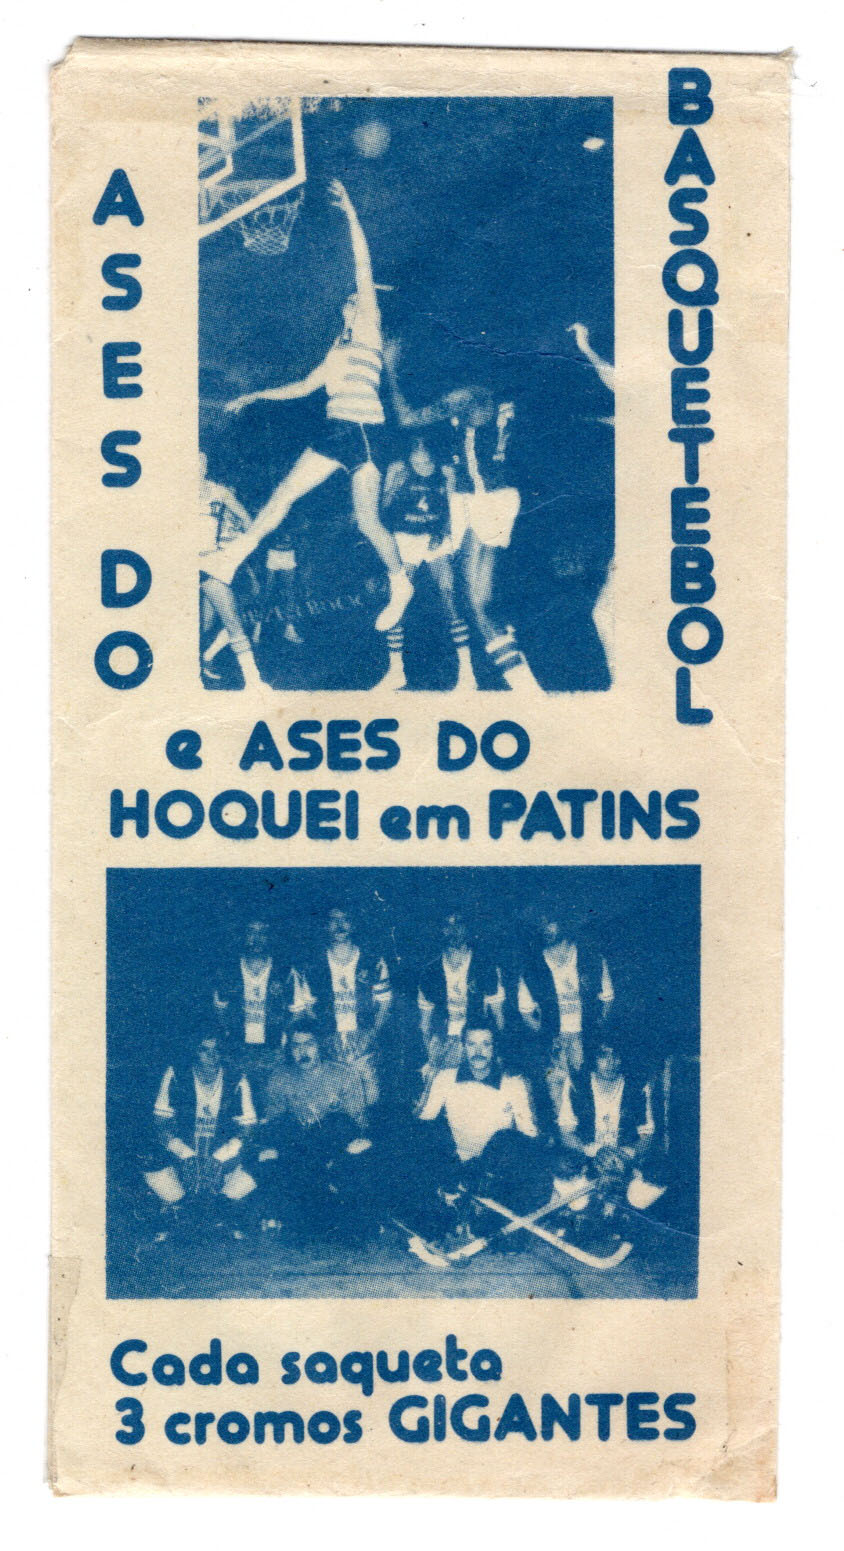 ASES DO
BASQUETEBOL
e ASES DO
HOQUEI em PATINS
Cada saqueta
3 cromos GIGANTES